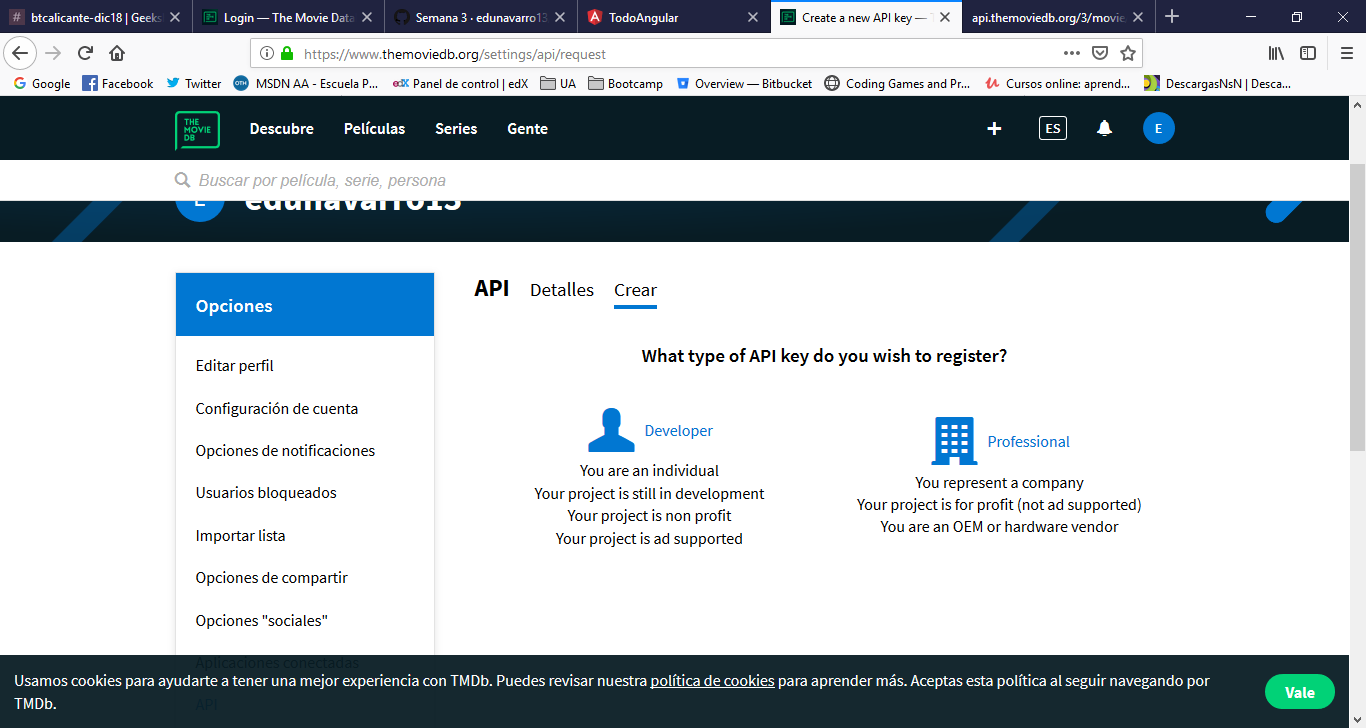 btcalicante-dic18 | Geeks
Login — The Movie Data
Semana 3 · edunavarro13
TodoAngular
Create a new API key — T
api.themoviedb.org/3/movie
https://www.themoviedb.org/settings/api/request
Google
Facebook
Twitter
MSDN AA - Escuela P...
Panel de control | edX
UA
Bootcamp
Overview — Bitbucket
Coding Games and Pr...
Cursos online: aprend...
DescargasNsN | Desca...
THE
MOVIE
DB
Descubre
Películas
Series
Gente
ES
E
Buscar por película, serie, persona
E
edunavarro13
Opciones
Editar perfil
Configuración de cuenta
Opciones de notificaciones
Usuarios bloqueados
Importar lista
Opciones de compartir
Opciones "sociales"
Aplicaciones conectadas
API
API
Detalles
Crear
What type of API key do you wish to register?
Developer
You are an individual
Your project is still in development
Your project is non profit
Your project is ad supported
Professional
You represent a company
Your project is for profit (not ad supported)
You are an OEM or hardware vendor
Usamos cookies para ayudarte a tener una mejor experiencia con TMDb. Puedes revisar nuestra política de cookies para aprender más. Aceptas esta política al seguir navegando por
TMDb.
Vale